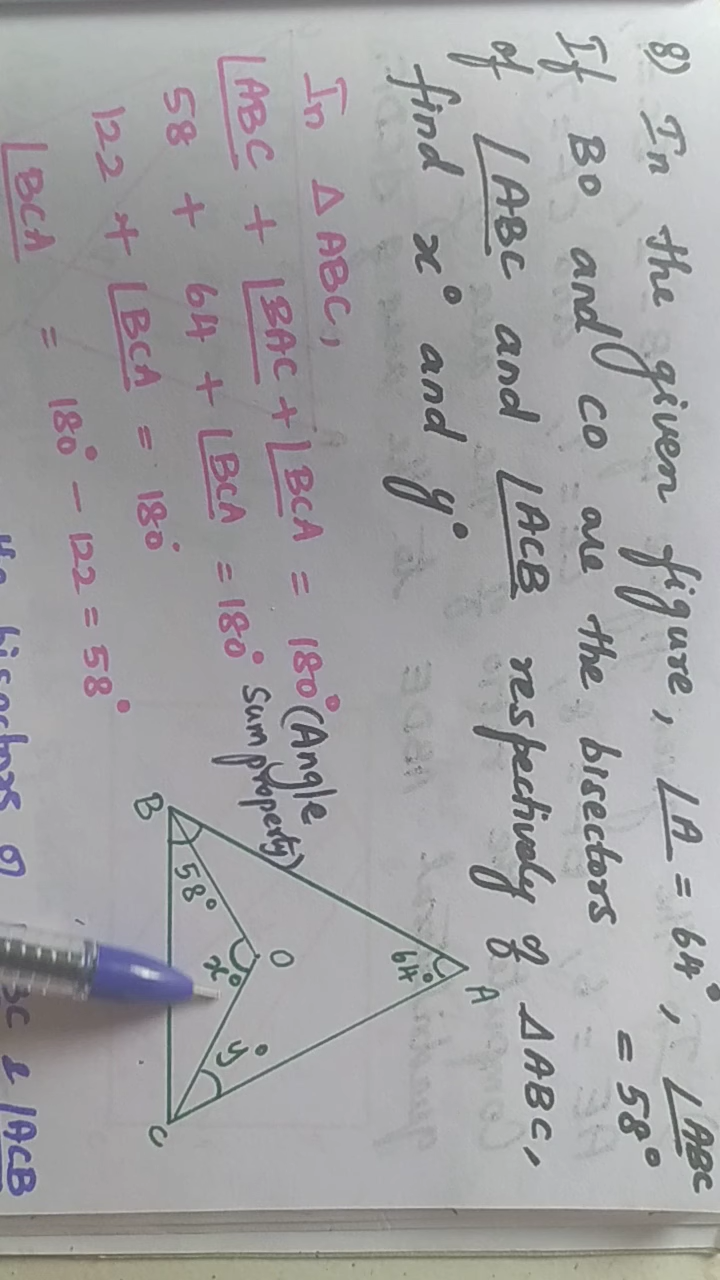 8) In the given figure, ∠A = 64°, ∠ABC = 58°
If BO and CO are the bisectors
of ∠ABC and ∠ACB respectively of ΔABC,
find x° and y°
In ΔABC,
∠ABC + ∠BAC + ∠BCA = 180° (Angle sum property)
58 + 64 + ∠BCA = 180°
122 + ∠BCA = 180°
∠BCA = 180° - 122 = 58°
A
64°
O
58°
x°
y°
B
C
bisectors of
& ∠ACB